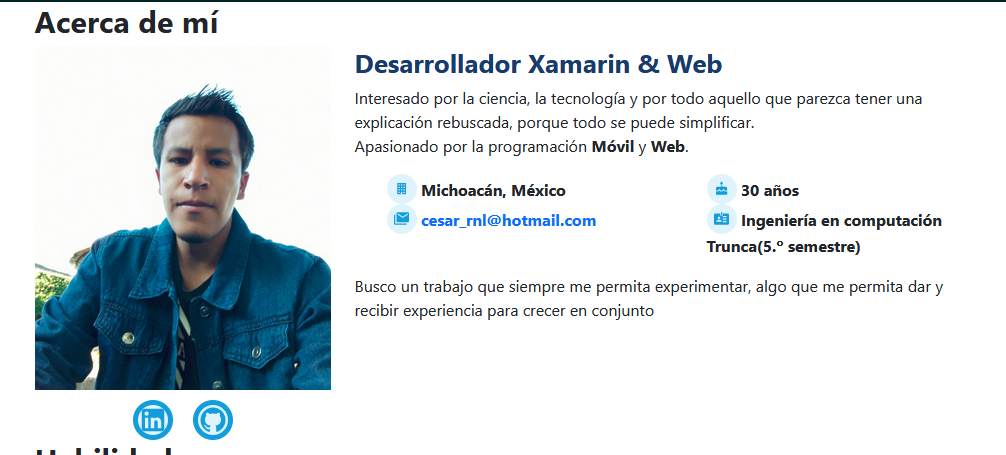 Acerca de mí
Desarrollador Xamarin & Web
Interesado por la ciencia, la tecnología y por todo aquello que parezca tener una
explicación rebuscada, porque todo se puede simplificar.
Apasionado por la programación Móvil y Web.
Michoacán, México
30 años
cesar_rnl@hotmail.com
Ingeniería en computación
Trunca(5.º semestre)
Busco un trabajo que siempre me permita experimentar, algo que me permita dar y
recibir experiencia para crecer en conjunto
in